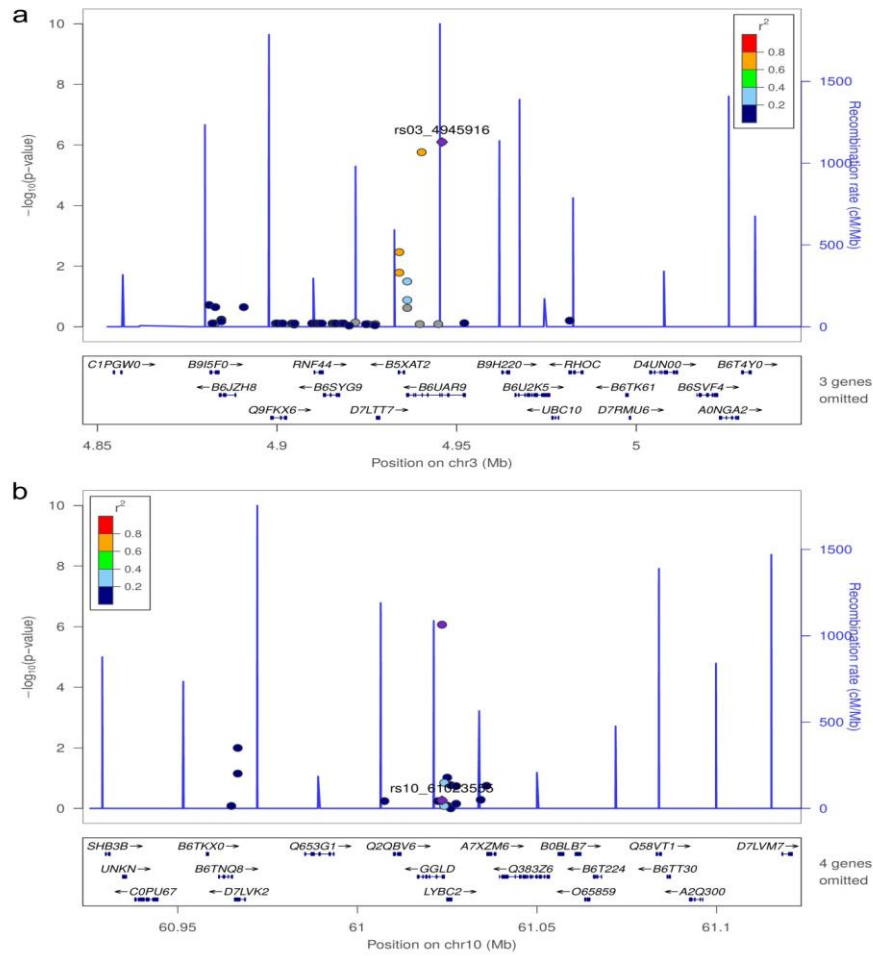 a
10
8
6
4
2
0
−log10(p−value)
rs03_4945916
r2
0.8
0.6
0.4
0.2
1500
1000
500
0
Recombination rate (cM/Mb)
C1PGW0→ B9I5F0→ RNF44→ ←B5XAT2 B9H220→ ←RHOC D4UN00→ B6T4Y0→
←B6JZH8 ←B6SYG9 ←B6UAR9 B6U2K5→ ←B6TK61 B6SVF4→
Q9FKX6→ D7LTT7→ ←UBC10 D7RMU6→ A0NGA2→
3 genes
omitted
4.85 4.9 4.95 5
Position on chr3 (Mb)
b
10
8
6
4
2
0
−log10(p−value)
r2
0.8
0.6
0.4
0.2
rs10_61023535
1500
1000
500
0
Recombination rate (cM/Mb)
SHB3B→ B6TKX0→ Q653G1→ Q2QBV6→ A7XZM6→ B0BLB7→ Q58VT1→ D7LVM7→
UNKN→ B6TNQ8→ ←GGLD ←Q383Z6 ←B6T224 ←B6TT30
←C0PU67 ←D7LVK2 LYBC2→ ←O65859 ←A2Q300
4 genes
omitted
60.95 61 61.05 61.1
Position on chr10 (Mb)